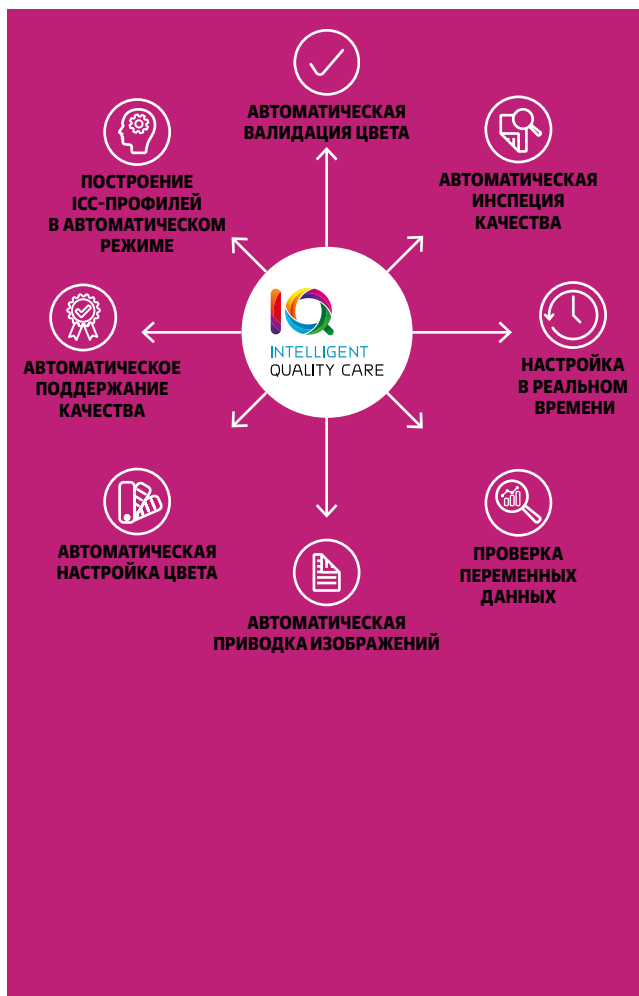 АВТОМАТИЧЕСКАЯ
ВАЛИДАЦИЯ ЦВЕТА
ПОСТРОЕНИЕ
ICC-ПРОФИЛЕЙ
В АВТОМАТИЧЕСКОМ
РЕЖИМЕ
АВТОМАТИЧЕСКАЯ
ИНСПЕЦИЯ
КАЧЕСТВА
IQ
INTELLIGENT
QUALITY CARE
АВТОМАТИЧЕСКОЕ
ПОДДЕРЖАНИЕ
КАЧЕСТВА
НАСТРОЙКА
В РЕАЛЬНОМ
ВРЕМЕНИ
АВТОМАТИЧЕСКАЯ
НАСТРОЙКА ЦВЕТА
ПРОВЕРКА
ПЕРЕМЕННЫХ
ДАННЫХ
АВТОМАТИЧЕСКАЯ
ПРИВОДКА ИЗОБРАЖЕНИЙ